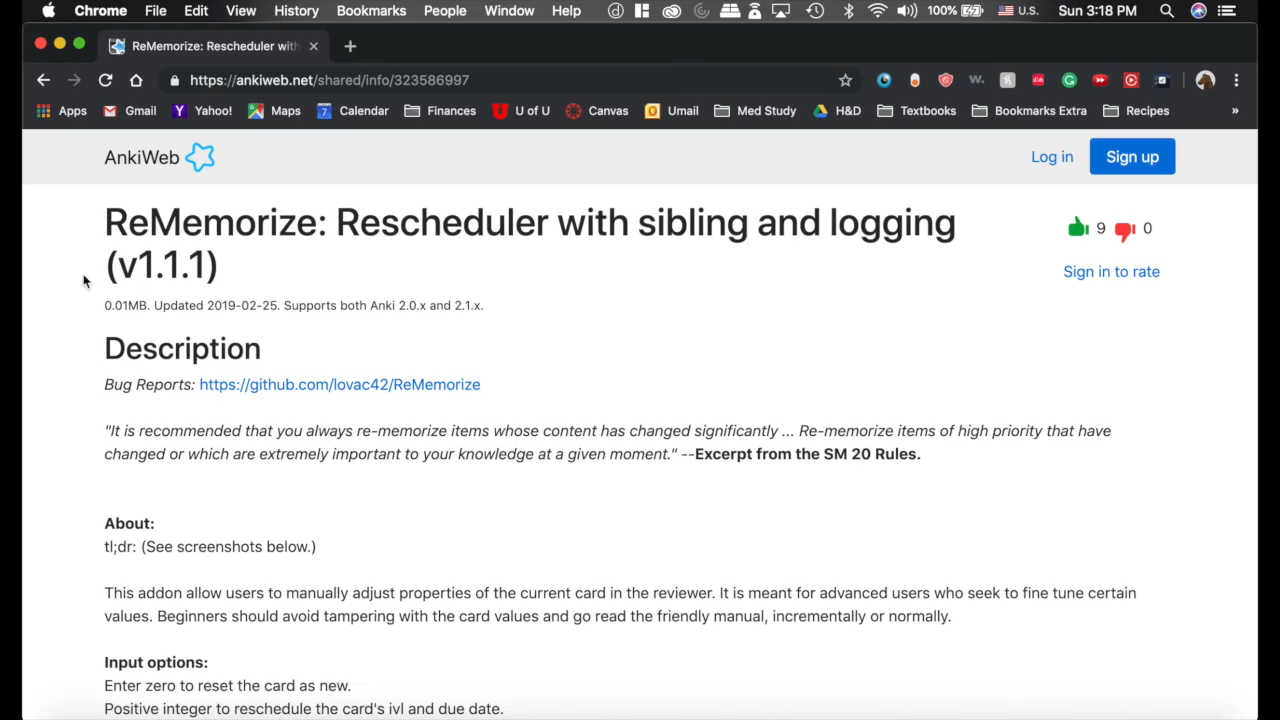 Chrome File Edit View History Bookmarks People Window Help 100% U.S. Sun 3:18 PM
ReMemorize: Rescheduler with
https://ankiweb.net/shared/info/323586997
Apps Gmail Yahoo! Maps 7 Calendar Finances U of U Canvas Umail Med Study H&D Textbooks Bookmarks Extra Recipes »
AnkiWeb Log in Sign up
ReMemorize: Rescheduler with sibling and logging
(v1.1.1)
9 0
Sign in to rate
0.01MB. Updated 2019-02-25. Supports both Anki 2.0.x and 2.1.x.
Description
Bug Reports: https://github.com/lovac42/ReMemorize
"It is recommended that you always re-memorize items whose content has changed significantly ... Re-memorize items of high priority that have
changed or which are extremely important to your knowledge at a given moment." --Excerpt from the SM 20 Rules.
About:
tl;dr: (See screenshots below.)
This addon allow users to manually adjust properties of the current card in the reviewer. It is meant for advanced users who seek to fine tune certain
values. Beginners should avoid tampering with the card values and go read the friendly manual, incrementally or normally.
Input options:
Enter zero to reset the card as new.
Positive integer to reschedule the card's ivl and due date.